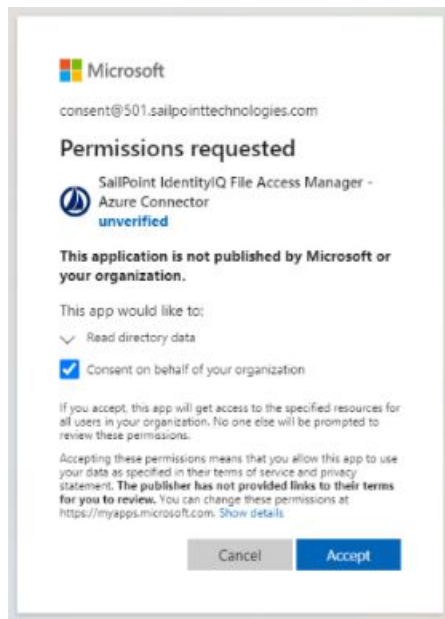 Microsoft
consent@501.sailpointtechnologies.com
Permissions requested
SailPoint IdentityIQ File Access Manager -
Azure Connector
unverified
This application is not published by Microsoft or
your organization.
This app would like to:
Read directory data
Consent on behalf of your organization
If you accept, this app will get access to the specified resources for
all users in your organization. No one else will be prompted to
review these permissions.
Accepting these permissions means that you allow this app to use
your data as specified in their terms of service and privacy
statement. The publisher has not provided links to their terms
for you to review. You can change these permissions at
https://myapps.microsoft.com. Show details
Cancel Accept